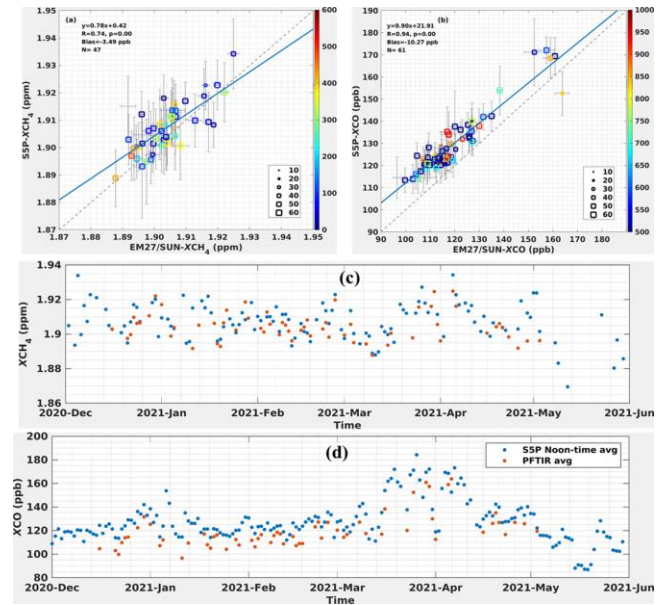 (a)
y=0.78x+0.42
R=0.74, p=0.00
Bias=-3.49 ppb
N= 47
S5P-XCH4 (ppm)
1.95
1.94
1.93
1.92
1.91
1.90
1.89
1.88
1.87
1.87 1.88 1.89 1.90 1.91 1.92 1.93 1.94 1.95
EM27/SUN-XCH4 (ppm)
10
20
30
40
50
60
600
500
400
300
200
100
0
(b)
y=0.90x+21.91
R=0.94, p=0.00
Bias=-10.27 ppb
N= 61
S5P-XCO (ppb)
190
180
170
160
150
140
130
120
110
100
90
90 100 110 120 130 140 150 160 170 180 190
EM27/SUN-XCO (ppb)
10
20
30
40
50
60
1000
900
800
700
600
500
(c)
XCH4 (ppm)
1.94
1.92
1.9
1.88
1.86
2020-Dec 2021-Jan 2021-Feb 2021-Mar 2021-Apr 2021-May 2021-Jun
Time
(d)
S5P Noon-time avg
PFTIR avg
XCO (ppb)
200
180
160
140
120
100
80
2020-Dec 2021-Jan 2021-Feb 2021-Mar 2021-Apr 2021-May 2021-Jun
Time